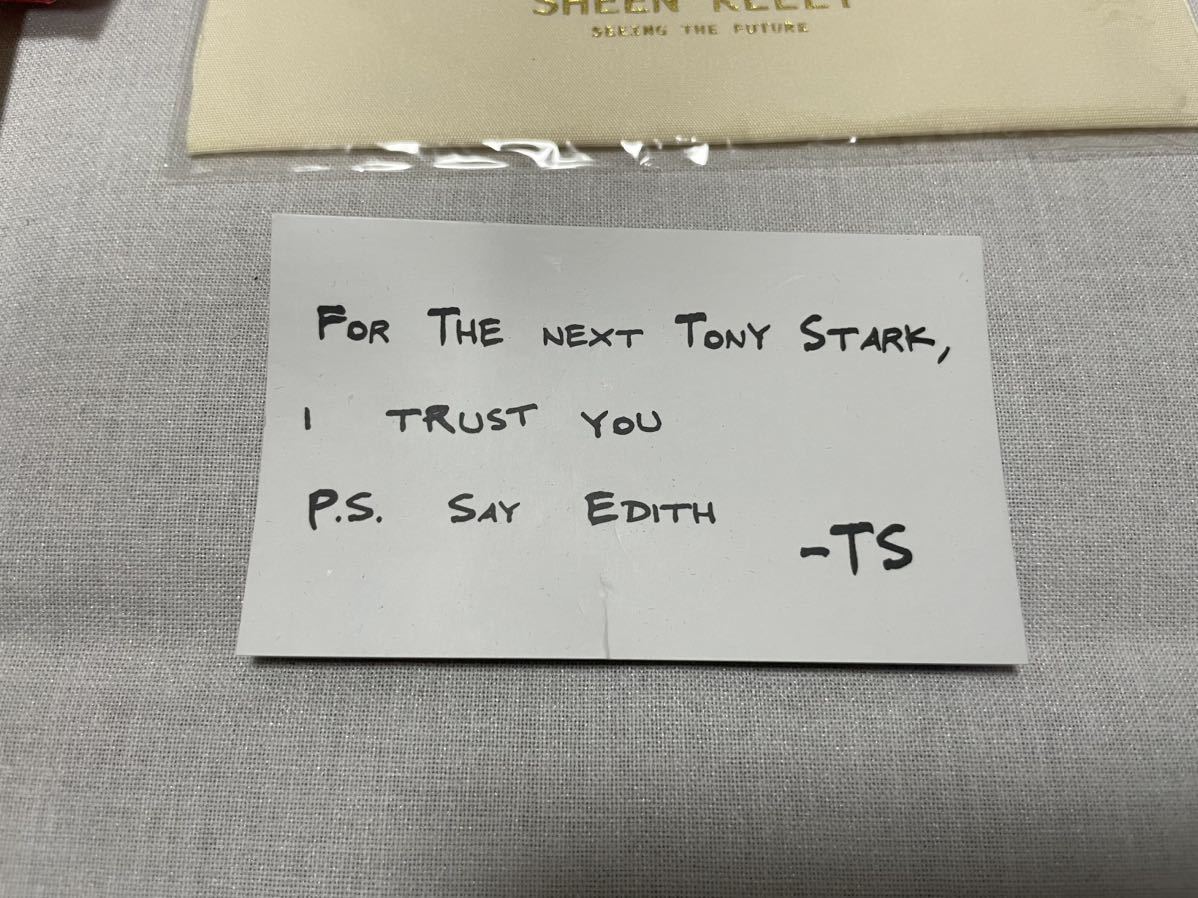 SHEEN KELLY
SEEING THE FUTURE
FOR THE NEXT TONY STARK,
I TRUST YOU
P.S. SAY EDITH
-TS